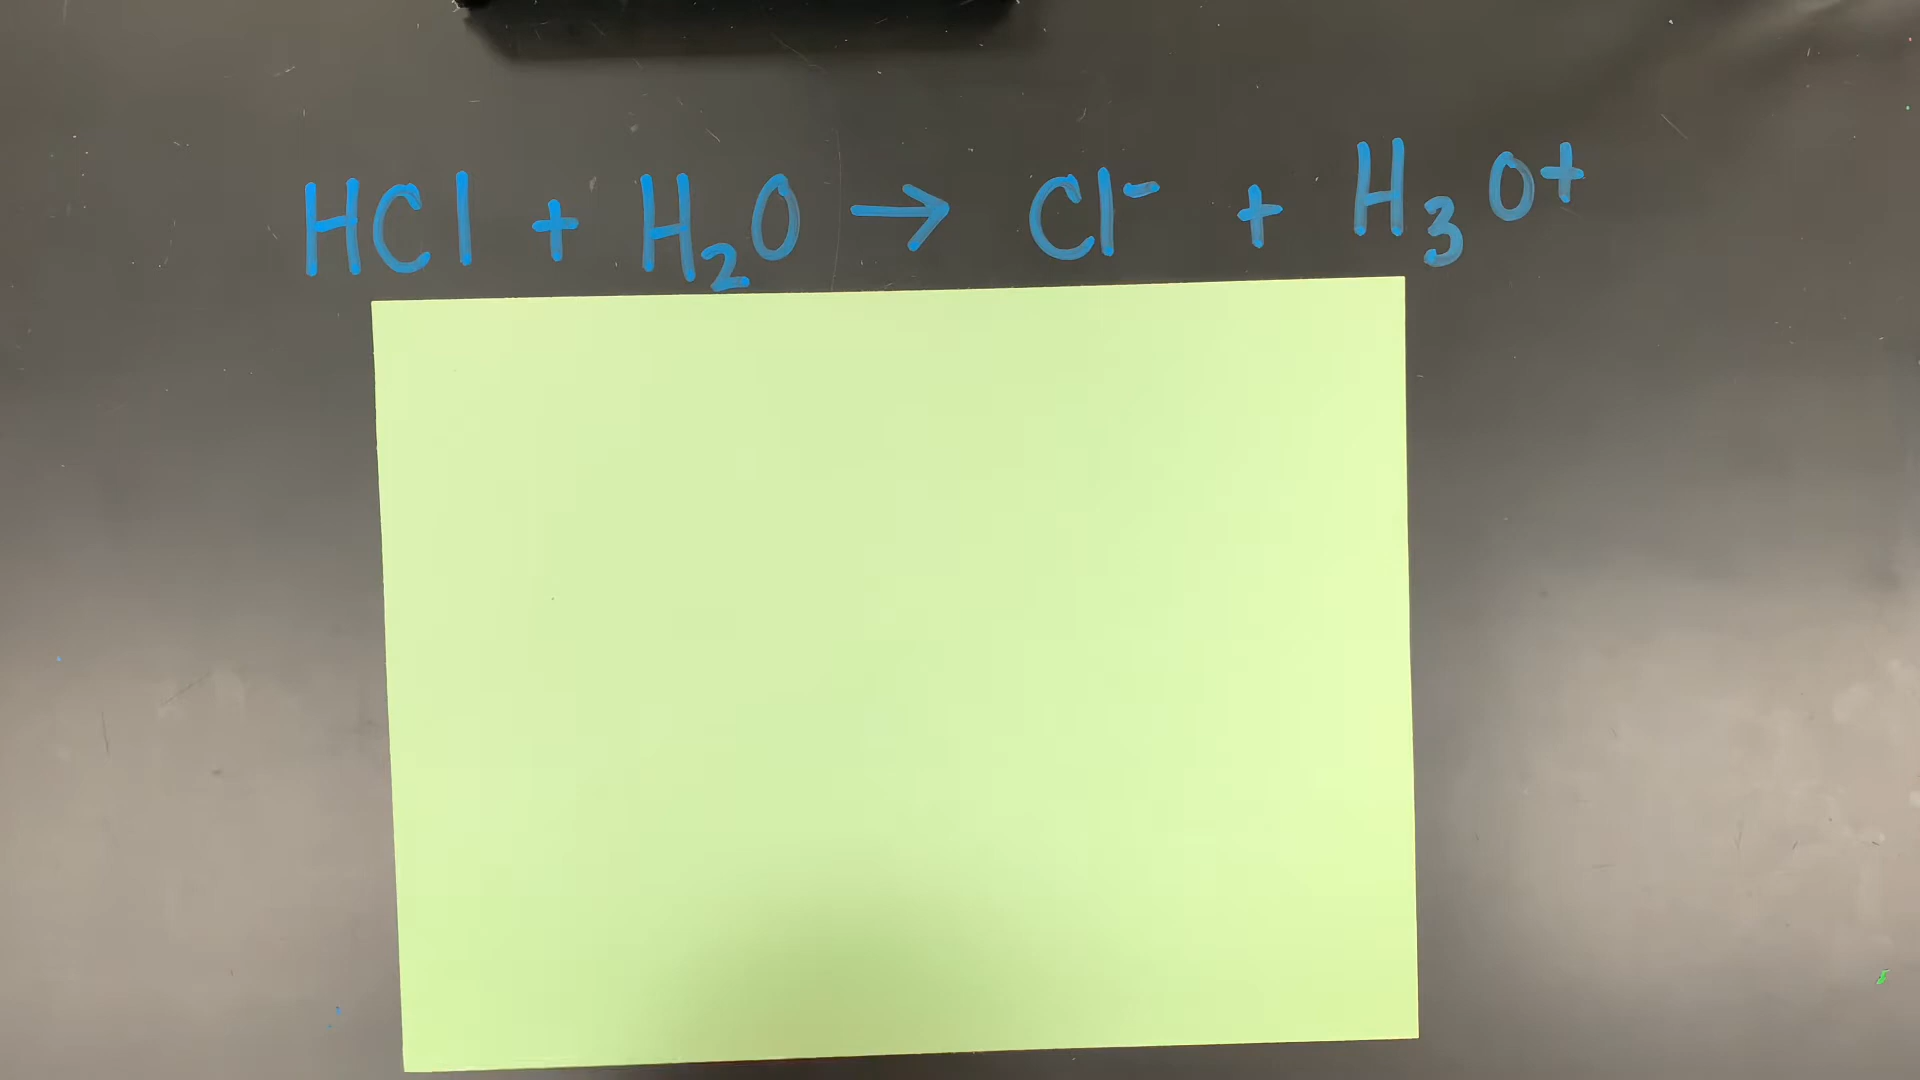 HCl + H₂O → Cl⁻ + H₃O⁺